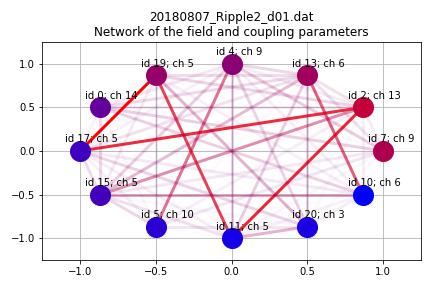 20180807_Ripple2_d01.dat
Network of the field and coupling parameters
id 4; ch 9
id 19; ch 5
id 13; ch 6
id 0; ch 14
id 2; ch 13
id 17; ch 5
id 7; ch 9
id 15; ch 5
id 10; ch 6
id 5; ch 10
id 11; ch 5
id 20; ch 3
1.0
0.5
0.0
−0.5
−1.0
−1.0
−0.5
0.0
0.5
1.0